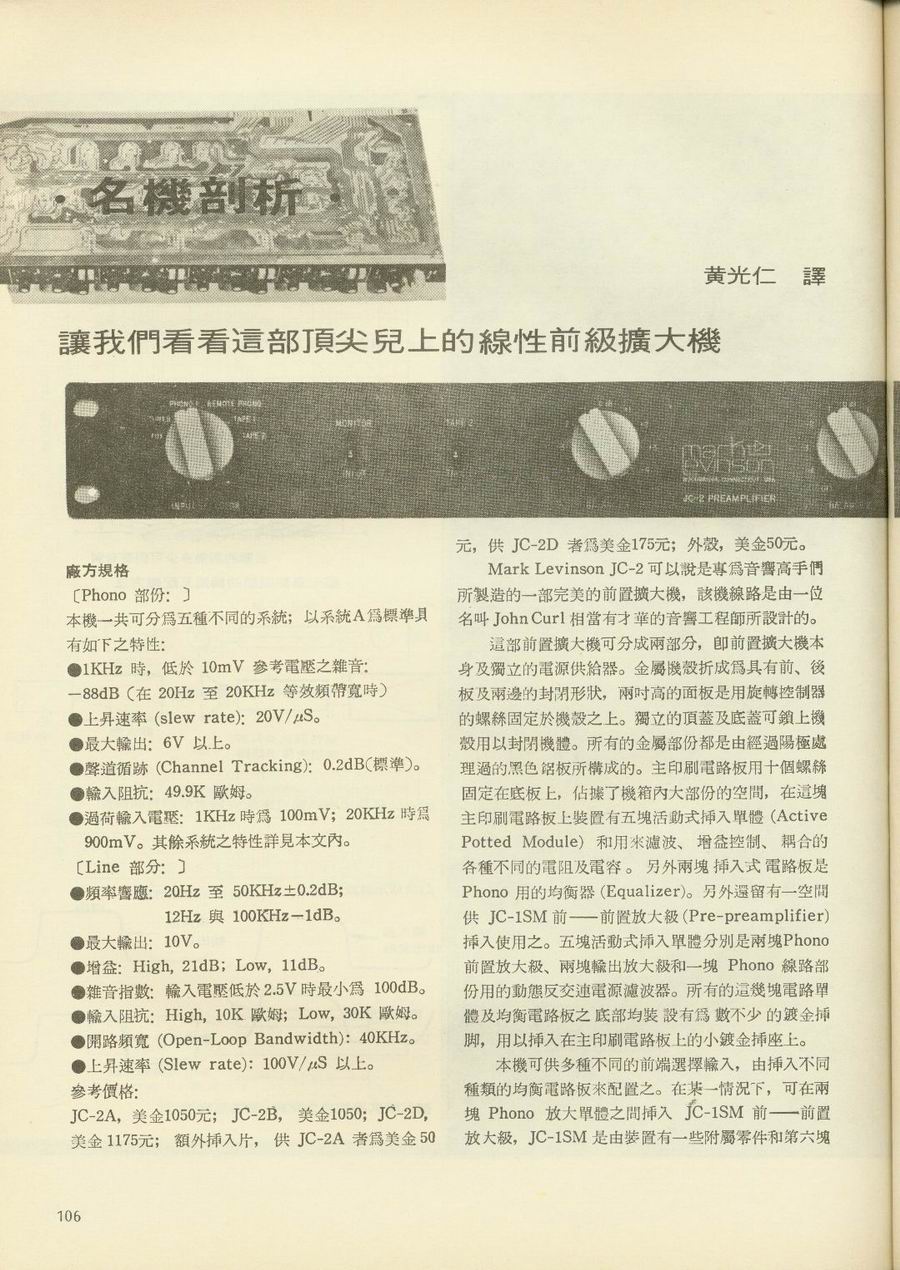 ·名機剖析·
黃光仁 譯
讓我們看看這部頂尖兒上的線性前級擴大機
PHONO 1 REMOTE PHONO
TAPE 1
TAPE 2
MONITOR
TAPE 2
mark levinson
JC-2 PREAMPLIFIER
廠方規格
〔Phono 部份：〕
本機一共可分爲五種不同的系統；以系統A爲標準具
有如下之特性：
●1KHz 時，低於 10mV 參考電壓之雜音：
－88dB（在 20Hz 至 20KHz 等效頻帶寬時）
●上昇速率 (slew rate)：20V/μS。
●最大輸出：6V 以上。
●聲道循跡 (Channel Tracking)：0.2dB（標準）。
●輸入阻抗：49.9K 歐姆。
●過荷輸入電壓：1KHz 時爲 100mV；20KHz 時爲
900mV。其餘系統之特性詳見本文內。
〔Line 部分：〕
●頻率響應：20Hz 至 50KHz±0.2dB；
12Hz 與 100KHz－1dB。
●最大輸出：10V。
●增益：High, 21dB；Low, 11dB。
●雜音指數：輸入電壓低於2.5V時最小爲 100dB。
●輸入阻抗：High, 10K 歐姆；Low, 30K 歐姆。
●開路頻寬 (Open-Loop Bandwidth)：40KHz。
●上昇速率 (Slew rate)：100V/μS 以上。
參考價格：
JC-2A，美金1050元；JC-2B，美金1050；JC-2D，
美金1175元；額外挿入片，供 JC-2A 者爲美金50
元，供 JC-2D 者爲美金175元；外殼，美金50元。
Mark Levinson JC-2 可以說是專爲音響高手們
所製造的一部完美的前置擴大機，該機線路是由一位
名叫 John Curl 相當有才華的音響工程師所設計的。
這部前置擴大機可分成兩部分，卽前置擴大機本
身及獨立的電源供給器。金屬機殼折成爲具有前、後
板及兩邊的封閉形狀，兩吋高的面板是用旋轉控制器
的螺絲固定於機殼之上。獨立的頂蓋及底蓋可鎖上機
殼用以封閉機體。所有的金屬部份都是由經過陽極處
理過的黑色鋁板所構成的。主印刷電路板用十個螺絲
固定在底板上，佔據了機箱內大部份的空間，在這塊
主印刷電路板上裝置有五塊活動式挿入單體 (Active
Potted Module) 和用來濾波、增益控制、耦合的
各種不同的電阻及電容。另外兩塊挿入式電路板是
Phono 用的均衡器 (Equalizer)。另外還留有一空間
供 JC-1SM 前——前置放大級 (Pre-preamplifier)
挿入使用之。五塊活動式挿入單體分別是兩塊Phono
前置放大級、兩塊輸出放大級和一塊 Phono 線路部
份用的動態反交連電源濾波器。所有的這幾塊電路單
體及均衡電路板之底部均裝設有爲數不少的鍍金挿
脚，用以挿入在主印刷電路板上的小鍍金挿座上。
本機可供多種不同的前端選擇輸入，由挿入不同
種類的均衡電路板來配置之。在某一情況下，可在兩
塊 Phono 放大單體之間挿入 JC-1SM 前——前置
放大級，JC-1SM 是由裝置有一些附屬零件和第六塊
106